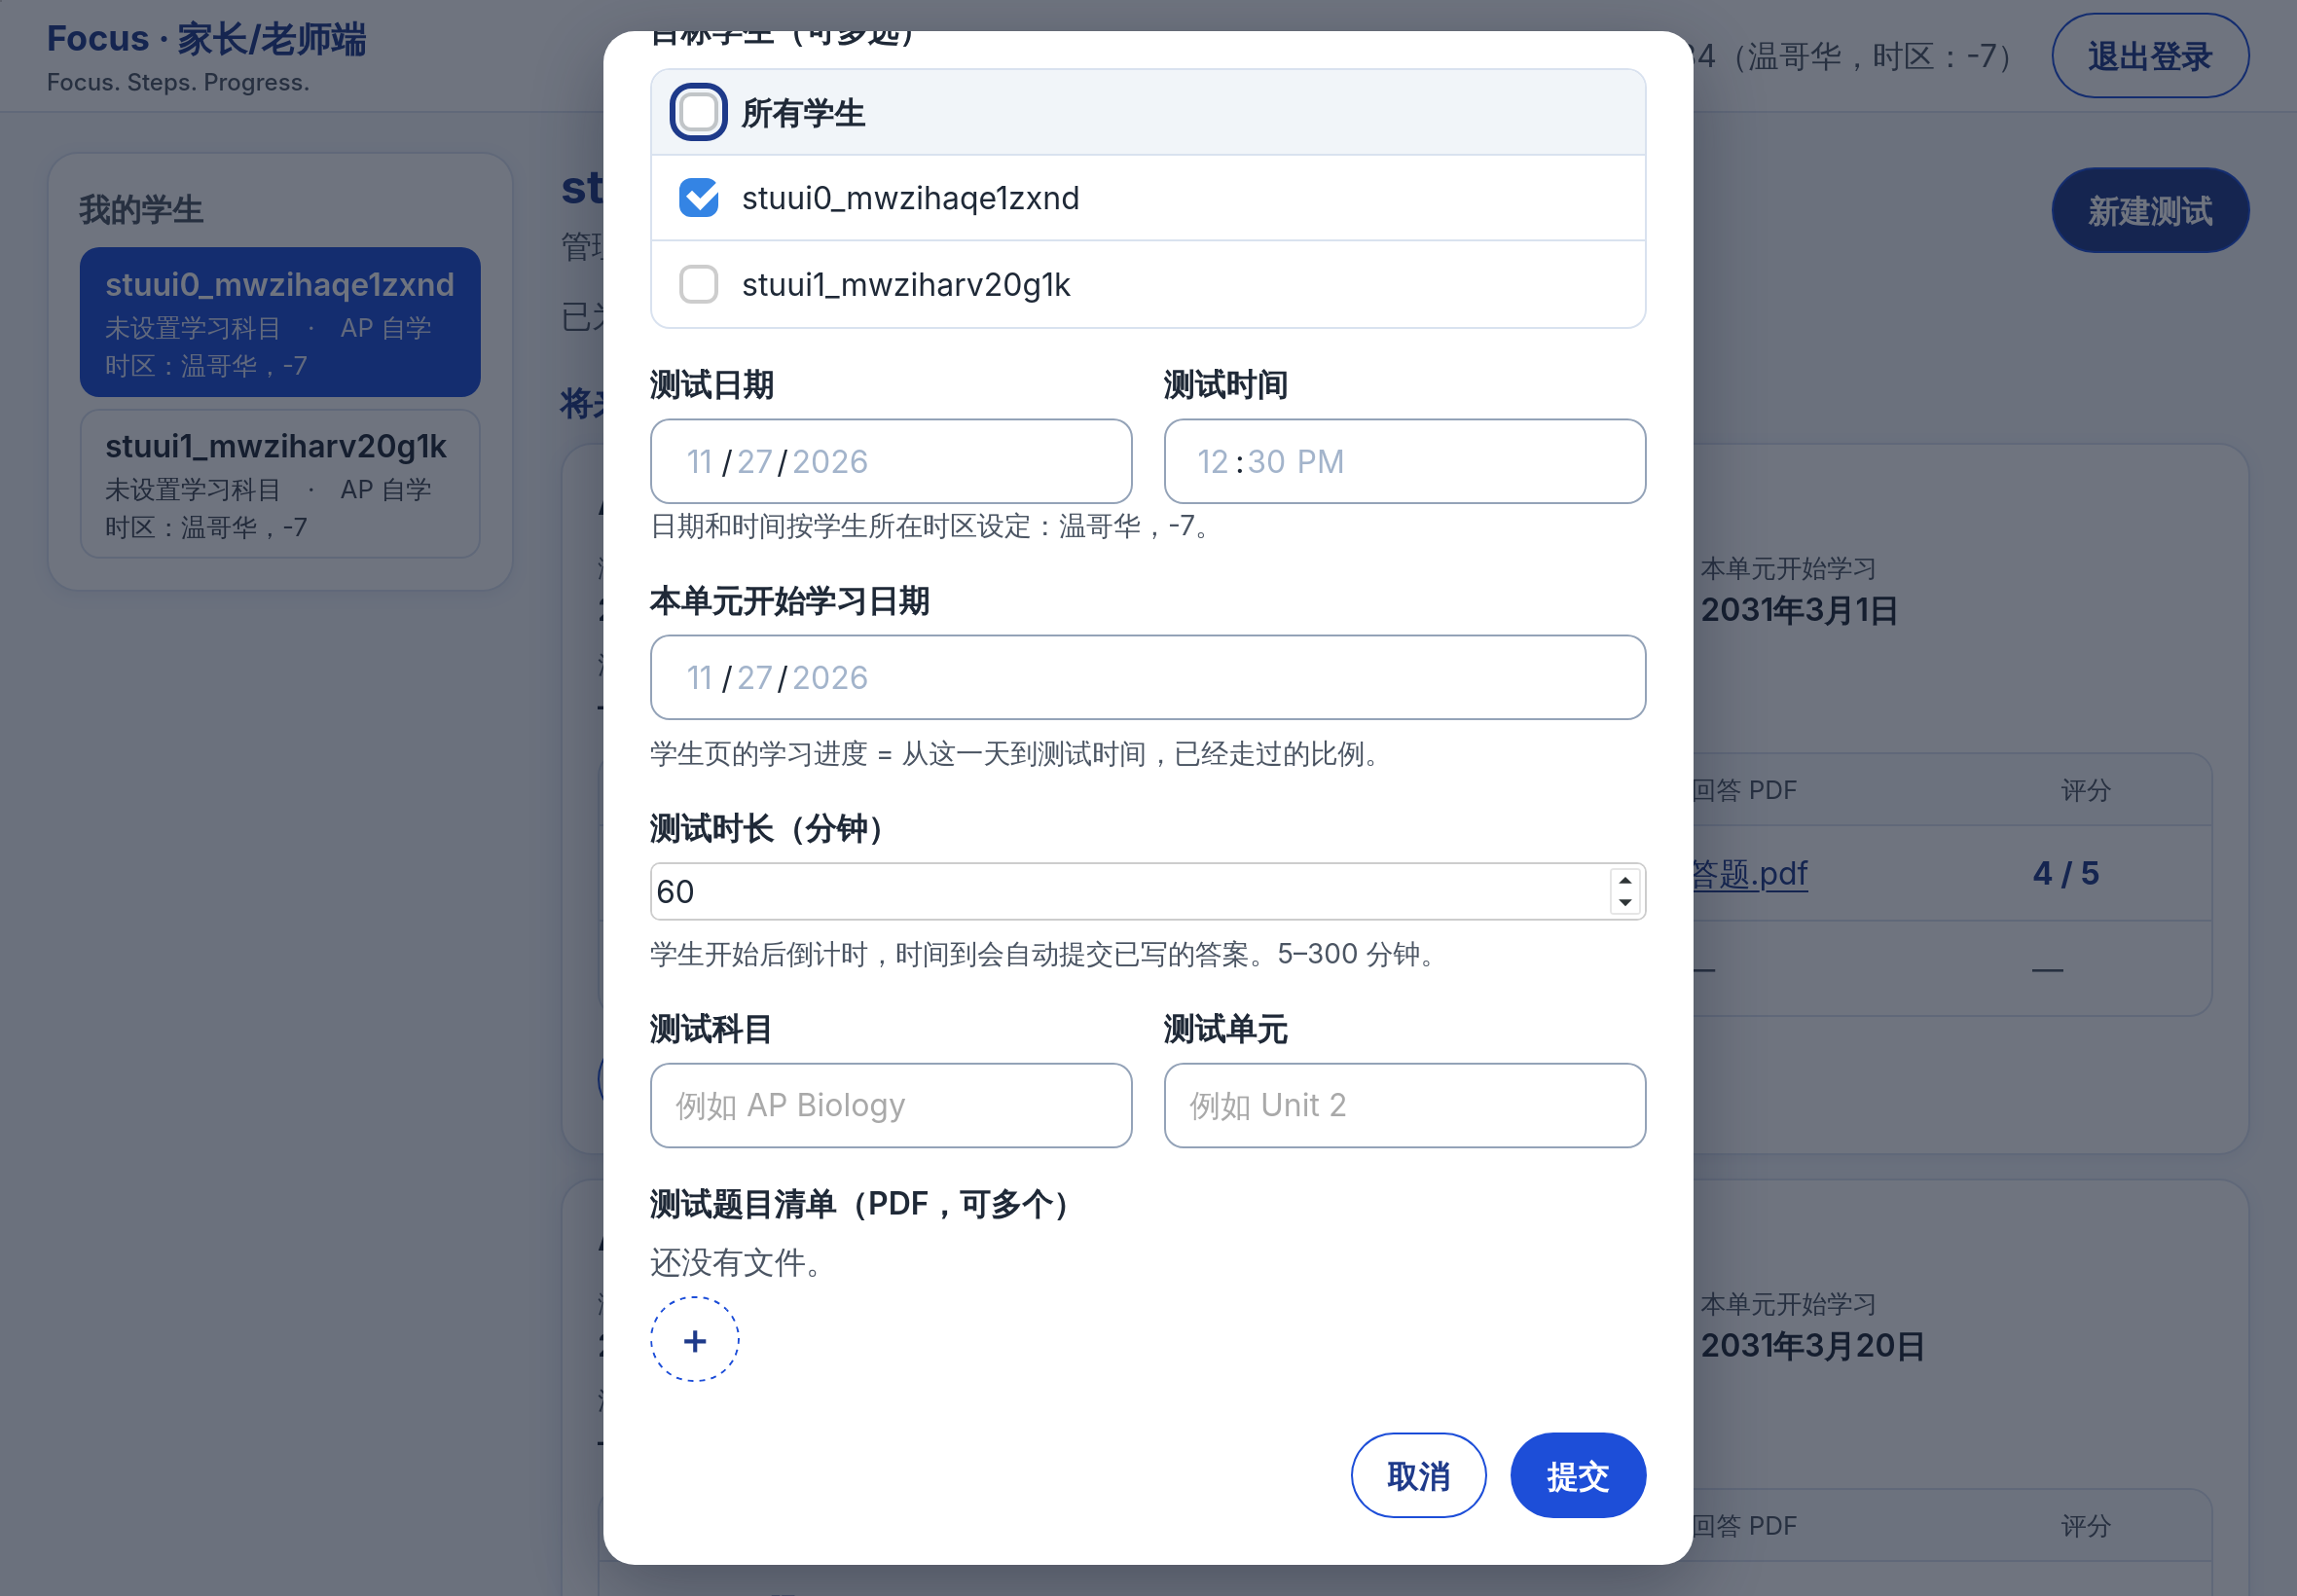 Focus · 家长/老师端
Focus. Steps. Progress.
4（温哥华，时区：-7）
退出登录
我的学生
stuui0_mwzihaqe1zxnd
未设置学习科目 · AP 自学
时区：温哥华，-7
stuui1_mwziharv20g1k
未设置学习科目 · AP 自学
时区：温哥华，-7
st
新建测试
目标学生（可多选）
所有学生
stuui0_mwzihaqe1zxnd
stuui1_mwziharv20g1k
测试日期
测试时间
11 / 27 / 2026
12 : 30 PM
日期和时间按学生所在时区设定：温哥华，-7。
本单元开始学习日期
11 / 27 / 2026
学生页的学习进度 = 从这一天到测试时间，已经走过的比例。
测试时长（分钟）
60
学生开始后倒计时，时间到会自动提交已写的答案。5–300 分钟。
测试科目
测试单元
例如 AP Biology
例如 Unit 2
测试题目清单（PDF，可多个）
还没有文件。
+
取消
提交
本单元开始学习
2031年3月1日
回答 PDF
评分
答题.pdf
4 / 5
—
—
本单元开始学习
2031年3月20日
回答 PDF
评分